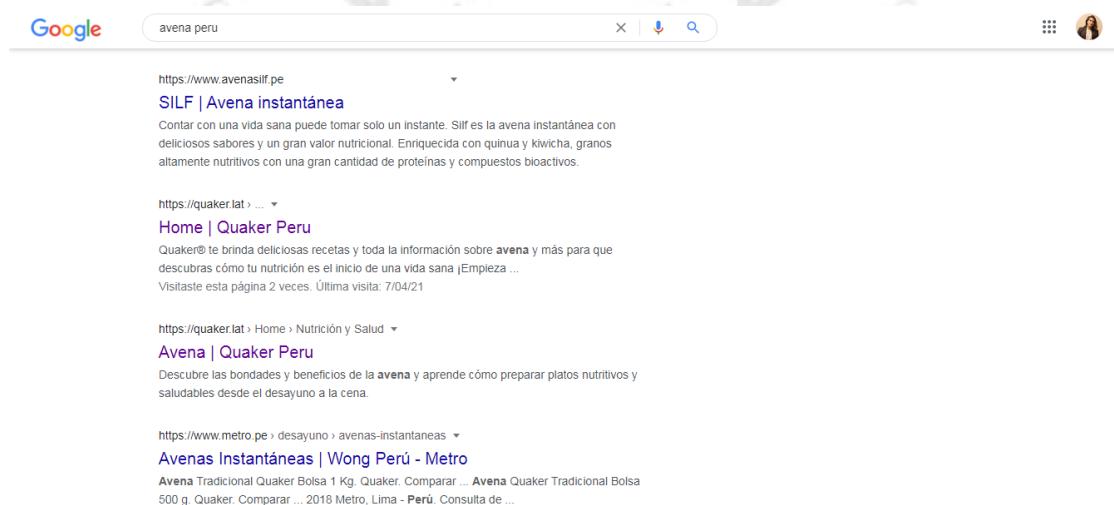 Google
avena peru
https://www.avenasilf.pe
SILF | Avena instantánea
Contar con una vida sana puede tomar solo un instante. Silf es la avena instantánea con
deliciosos sabores y un gran valor nutricional. Enriquecida con quinua y kiwicha, granos
altamente nutritivos con una gran cantidad de proteínas y compuestos bioactivos.
https://quaker.lat › ...
Home | Quaker Peru
Quaker® te brinda deliciosas recetas y toda la información sobre avena y más para que
descubras cómo tu nutrición es el inicio de una vida sana ¡Empieza ...
Visitaste esta página 2 veces. Última visita: 7/04/21
https://quaker.lat › Home › Nutrición y Salud
Avena | Quaker Peru
Descubre las bondades y beneficios de la avena y aprende cómo preparar platos nutritivos y
saludables desde el desayuno a la cena.
https://www.metro.pe › desayuno › avenas-instantaneas
Avenas Instantáneas | Wong Perú - Metro
Avena Tradicional Quaker Bolsa 1 Kg. Quaker. Comparar ... Avena Quaker Tradicional Bolsa
500 g. Quaker. Comparar ... 2018 Metro, Lima - Perú. Consulta de ...